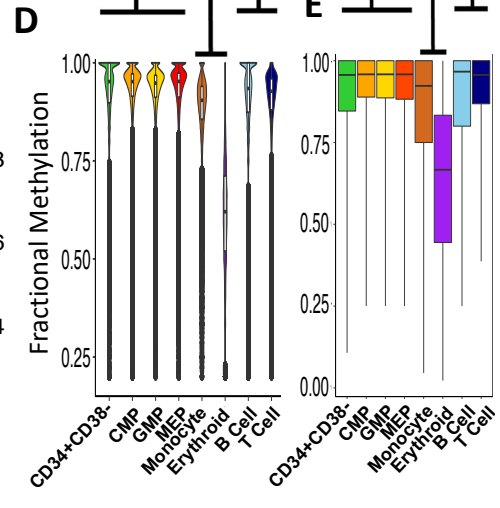 D
E
Fractional Methylation
1.00
0.75
0.50
0.25
CD34+CD38-
CMP
GMP
MEP
Monocyte
Erythroid
B Cell
T Cell
1.00
0.75
0.50
0.25
0.00
CD34+CD38-
CMP
GMP
MEP
Monocyte
Erythroid
B Cell
T Cell